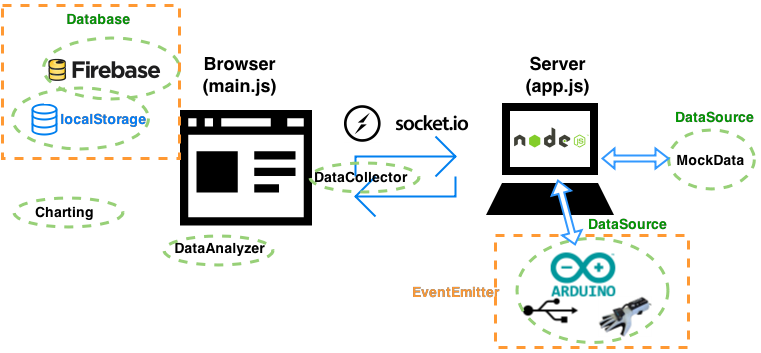 Database
Firebase
localStorage
Charting
Browser
(main.js)
DataCollector
DataAnalyzer
socket.io
Server
(app.js)
node
JS
DataSource
MockData
DataSource
EventEmitter
ARDUINO